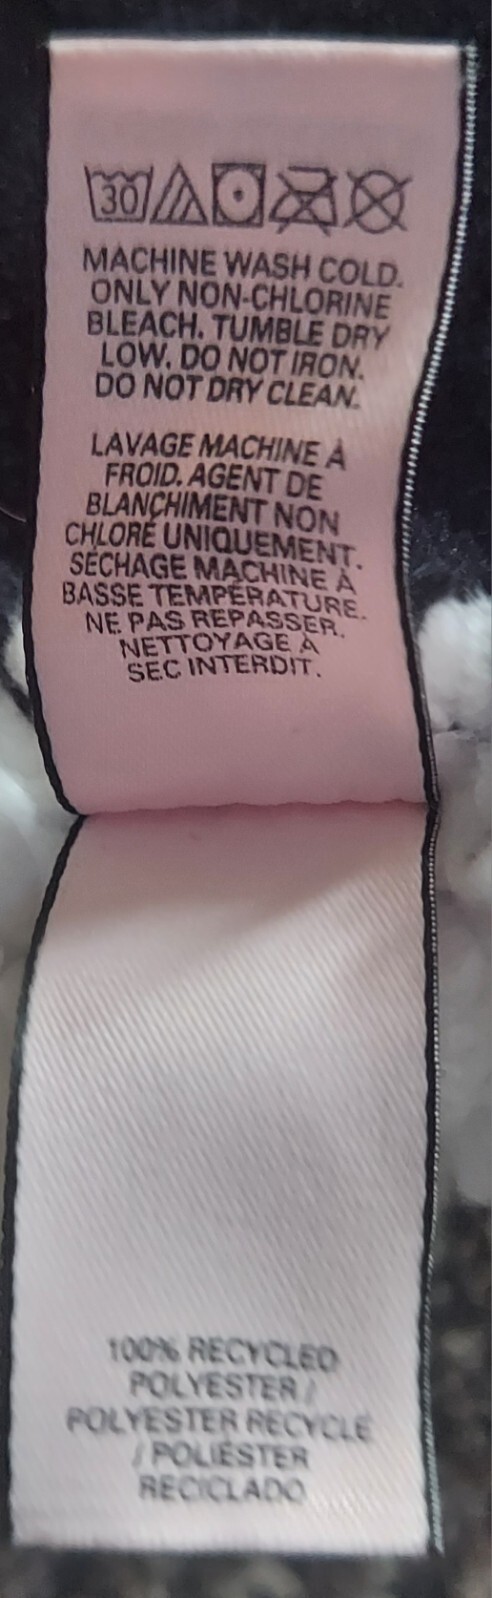 30
MACHINE WASH COLD.
ONLY NON-CHLORINE
BLEACH. TUMBLE DRY
LOW. DO NOT IRON.
DO NOT DRY CLEAN.
LAVAGE MACHINE À
FROID. AGENT DE
BLANCHIMENT NON
CHLORÉ UNIQUEMENT.
SÉCHAGE MACHINE À
BASSE TEMPÉRATURE.
NE PAS REPASSER.
NETTOYAGE À
SEC INTERDIT.
100% RECYCLED
POLYESTER /
POLYESTER RECYCLÉ
/ POLIÉSTER
RECICLADO